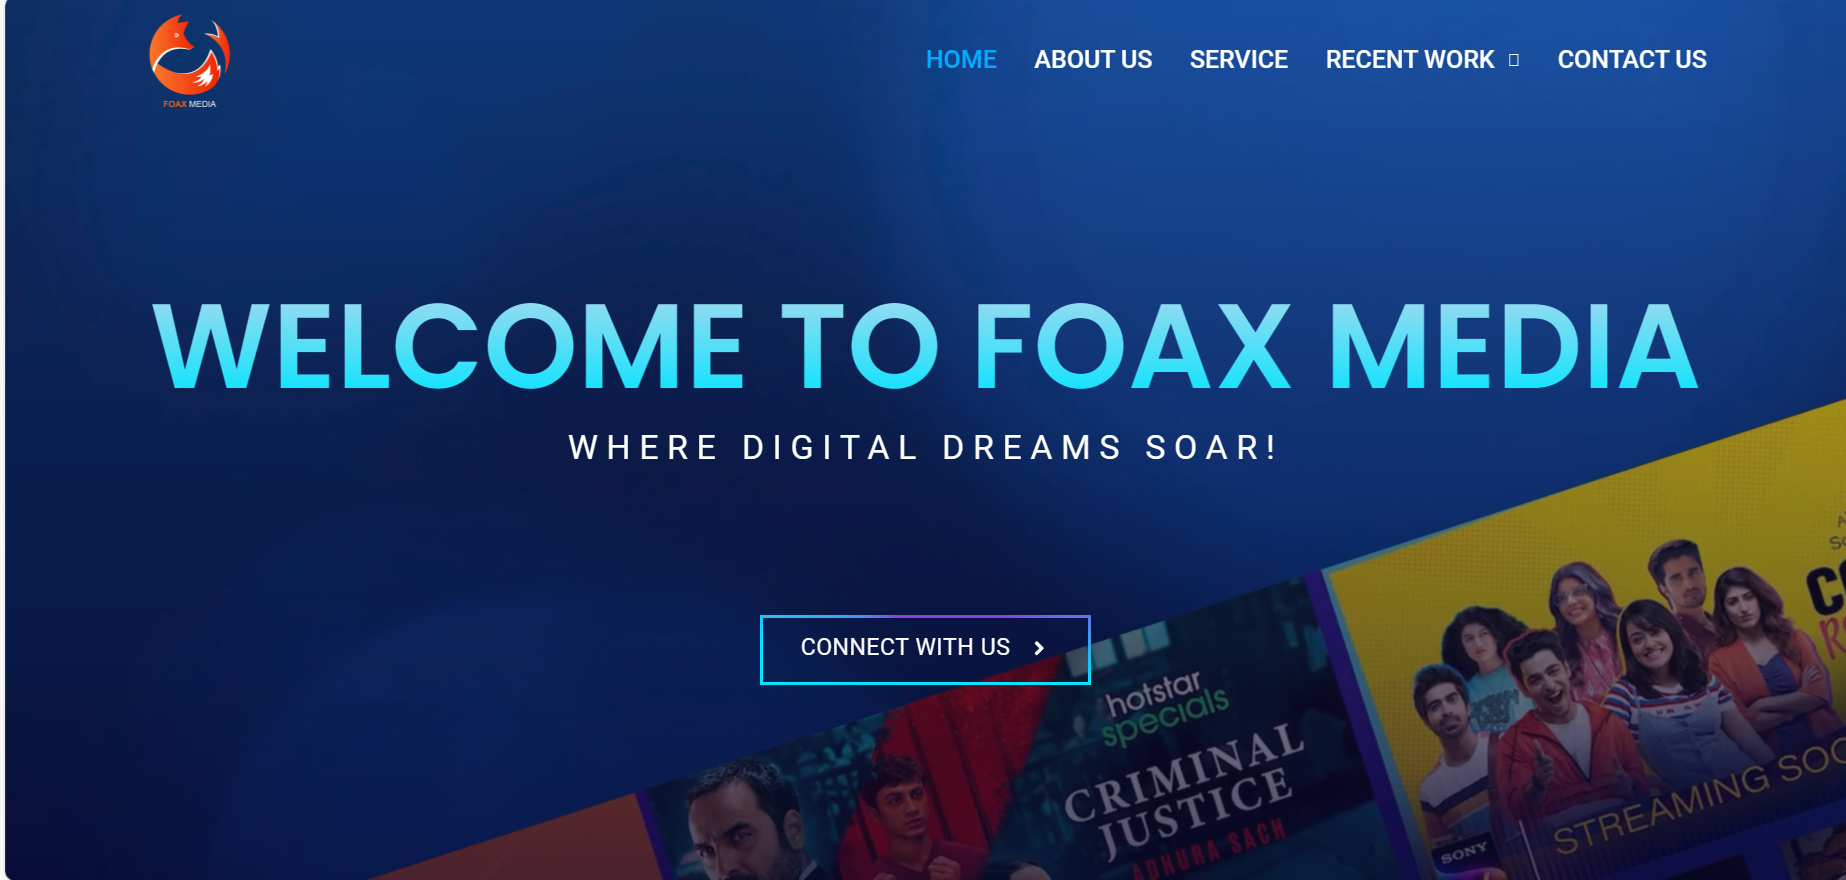 FOAX MEDIA
HOME ABOUT US SERVICE RECENT WORK CONTACT US
WELCOME TO FOAX MEDIA
WHERE DIGITAL DREAMS SOAR!
CONNECT WITH US
hotstar
specials
CRIMINAL
JUSTICE
ADHURA SACH
STREAMING
SONY